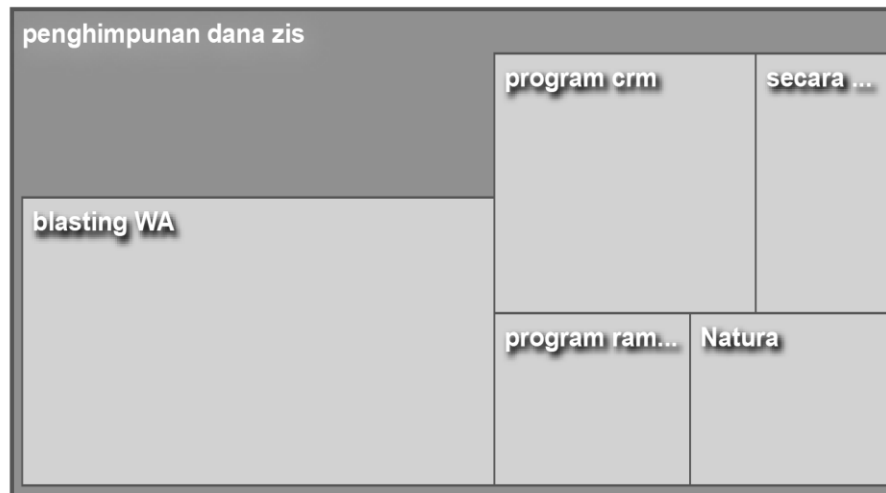 penghimpunan dana zis
program crm
secara ...
blasting WA
program ram...
Natura